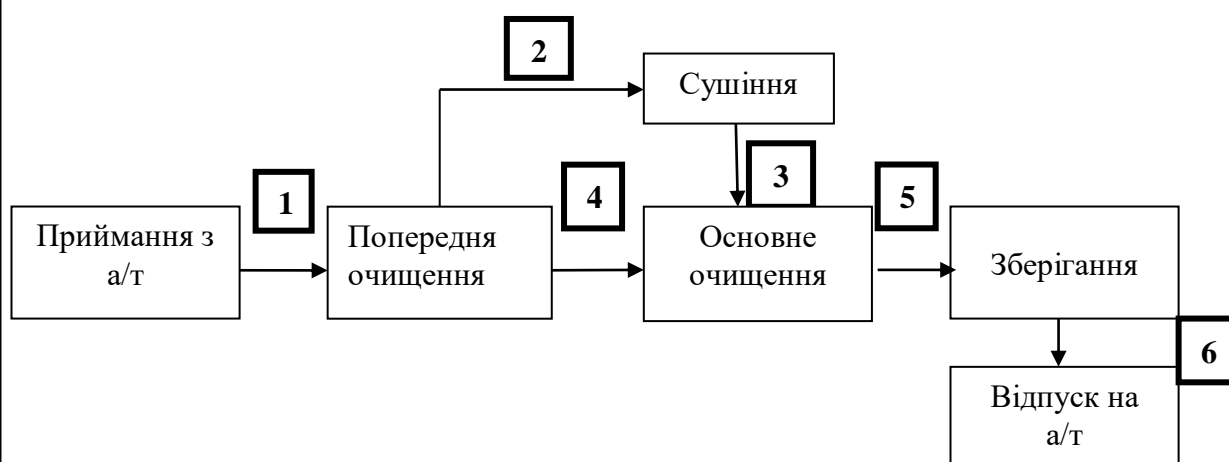 2
Сушіння
1
4
3
5
Приймання з
а/т
Попередня
очищення
Основне
очищення
Зберігання
6
Відпуск на
а/т